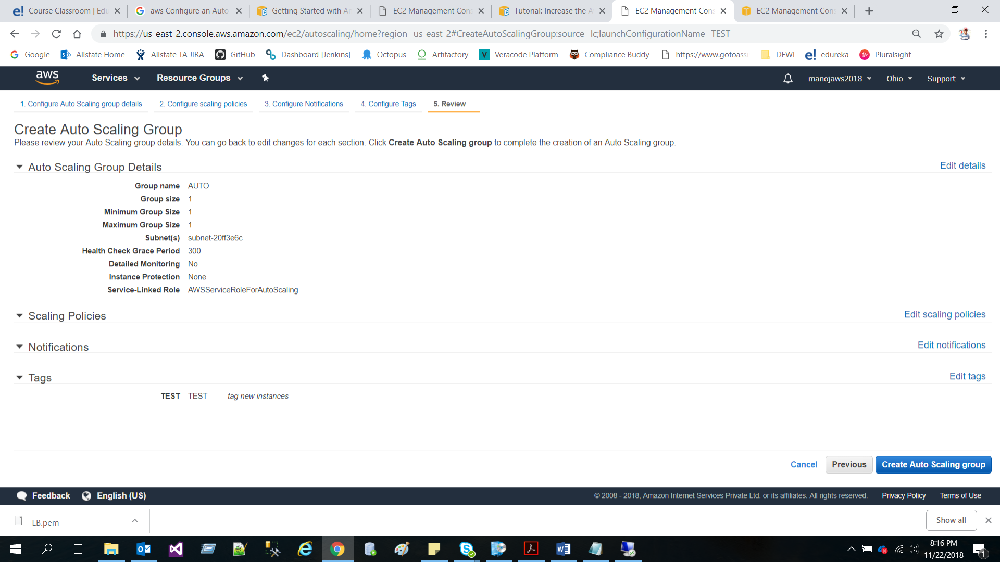 Course Classroom | Edu
aws Configure an Auto
Getting Started with Am
EC2 Management Cons
Tutorial: Increase the A
EC2 Management Cons
EC2 Management Cons
https://us-east-2.console.aws.amazon.com/ec2/autoscaling/home?region=us-east-2#CreateAutoScalingGroup:source=lc;launchConfigurationName=TEST
Google
Allstate Home
Allstate TA JIRA
GitHub
Dashboard [Jenkins]
Octopus
Artifactory
Veracode Platform
Compliance Buddy
https://www.gotoassi
DEWI
edureka
Pluralsight
aws
Services
Resource Groups
manojaws2018
Ohio
Support
1. Configure Auto Scaling group details
2. Configure scaling policies
3. Configure Notifications
4. Configure Tags
5. Review
Create Auto Scaling Group
Please review your Auto Scaling group details. You can go back to edit changes for each section. Click Create Auto Scaling group to complete the creation of an Auto Scaling group.
Auto Scaling Group Details
Edit details
Group name AUTO
Group size 1
Minimum Group Size 1
Maximum Group Size 1
Subnet(s) subnet-20ff3e6c
Health Check Grace Period 300
Detailed Monitoring No
Instance Protection None
Service-Linked Role AWSServiceRoleForAutoScaling
Scaling Policies
Edit scaling policies
Notifications
Edit notifications
Tags
Edit tags
TEST TEST tag new instances
Cancel
Previous
Create Auto Scaling group
Feedback
English (US)
© 2008 - 2018, Amazon Internet Services Private Ltd. or its affiliates. All rights reserved.
Privacy Policy
Terms of Use
LB.pem
Show all
8:16 PM
11/22/2018
1